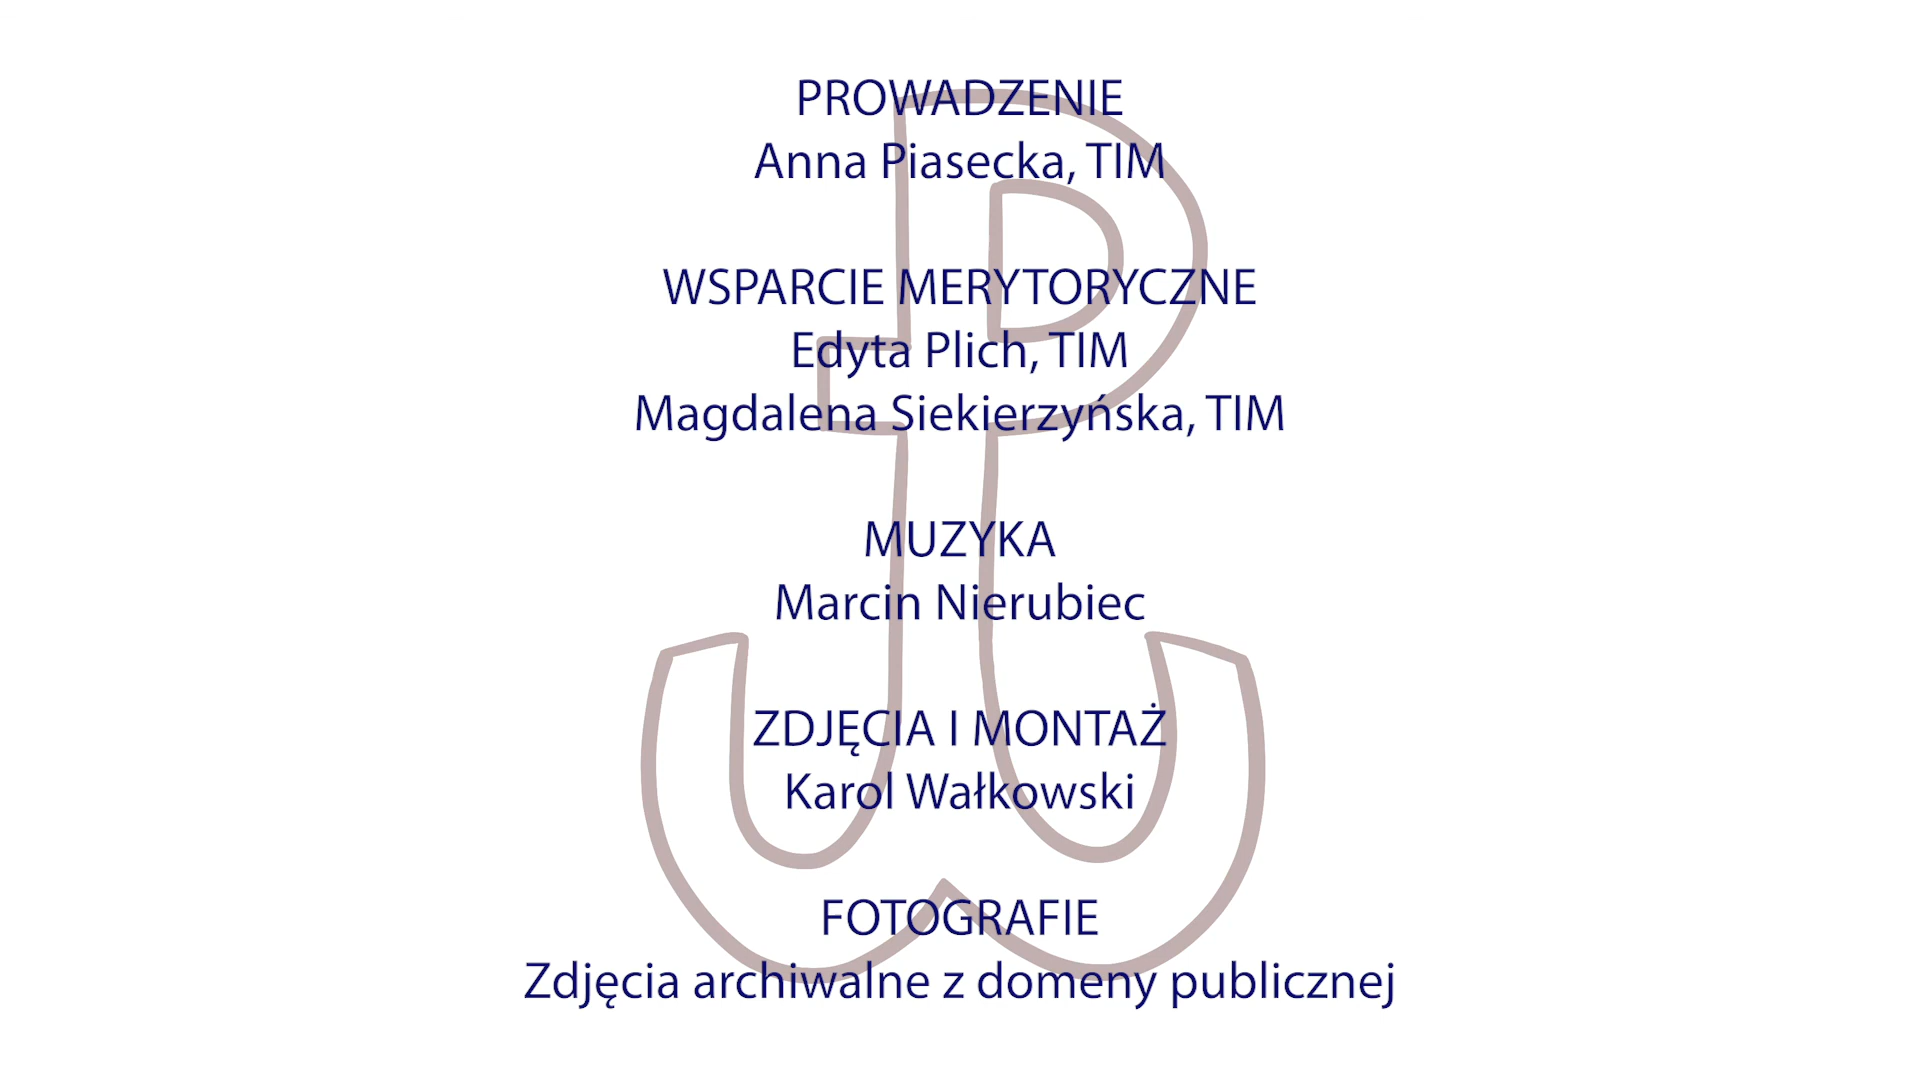 PROWADZENIE
Anna Piasecka, TIM
WSPARCIE MERYTORYCZNE
Edyta Plich, TIM
Magdalena Siekierzyńska, TIM
MUZYKA
Marcin Nierubiec
ZDJĘCIA I MONTAŻ
Karol Wałkowski
FOTOGRAFIE
Zdjęcia archiwalne z domeny publicznej